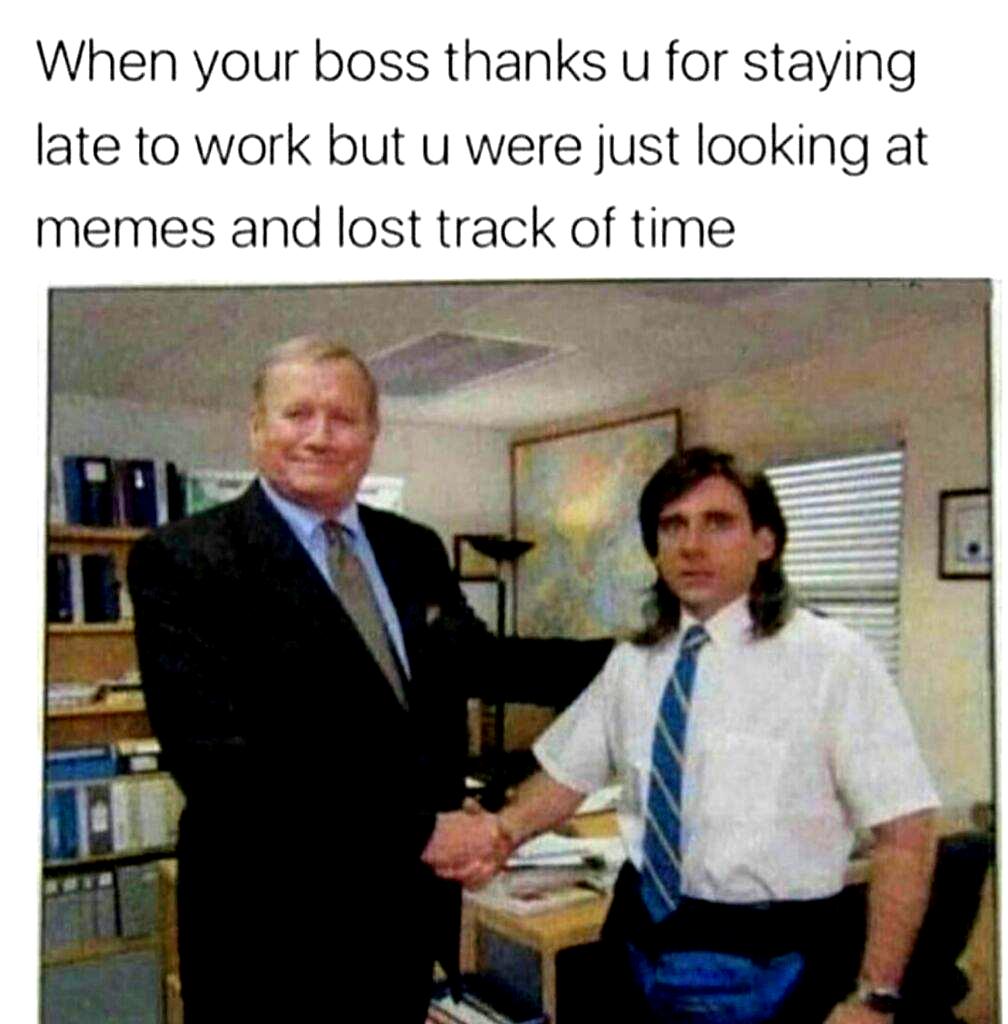 When your boss thanks u for staying
late to work but u were just looking at
memes and lost track of time